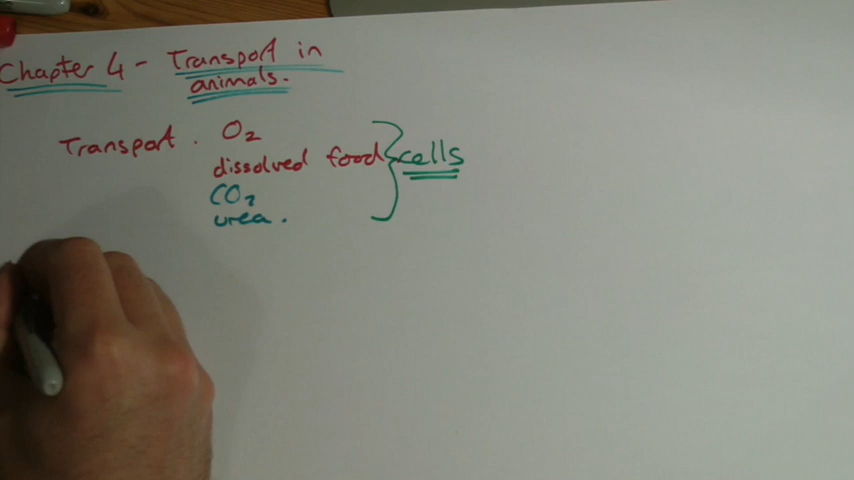 Chapter 4 - Transport in
animals.
Transport. O₂
dissolved food
CO₂
urea.
cells